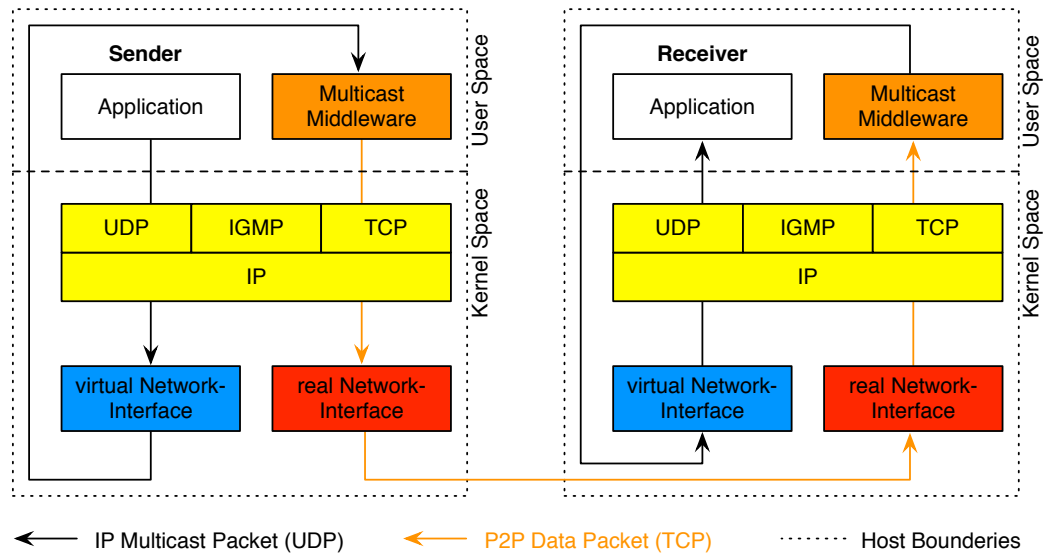 Sender
Application
Multicast
Middleware
User Space
UDP
IGMP
TCP
IP
Kernel Space
virtual Network-
Interface
real Network-
Interface
Receiver
Application
Multicast
Middleware
User Space
UDP
IGMP
TCP
IP
Kernel Space
virtual Network-
Interface
real Network-
Interface
IP Multicast Packet (UDP)
P2P Data Packet (TCP)
Host Bounderies